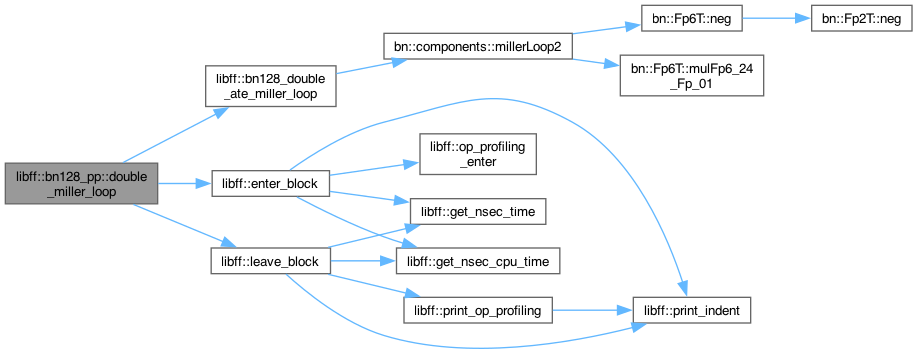 libff::bn128_pp::double
_miller_loop
libff::bn128_double
_ate_miller_loop
bn::components::millerLoop2
bn::Fp6T::neg
bn::Fp2T::neg
bn::Fp6T::mulFp6_24
_Fp_01
libff::enter_block
libff::op_profiling
_enter
libff::get_nsec_time
libff::get_nsec_cpu_time
libff::leave_block
libff::print_op_profiling
libff::print_indent